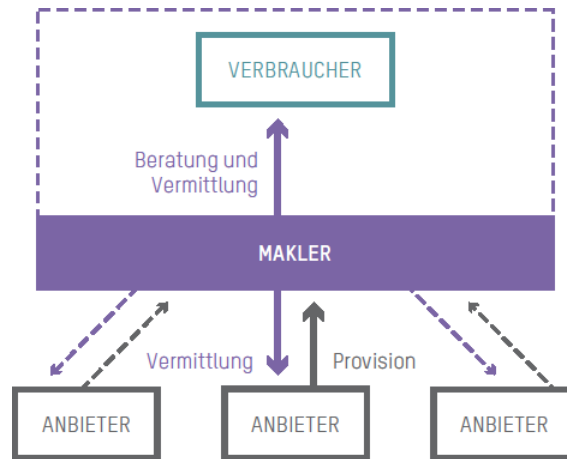 VERBRAUCHER
Beratung und
Vermittlung
MAKLER
Vermittlung
Provision
ANBIETER
ANBIETER
ANBIETER